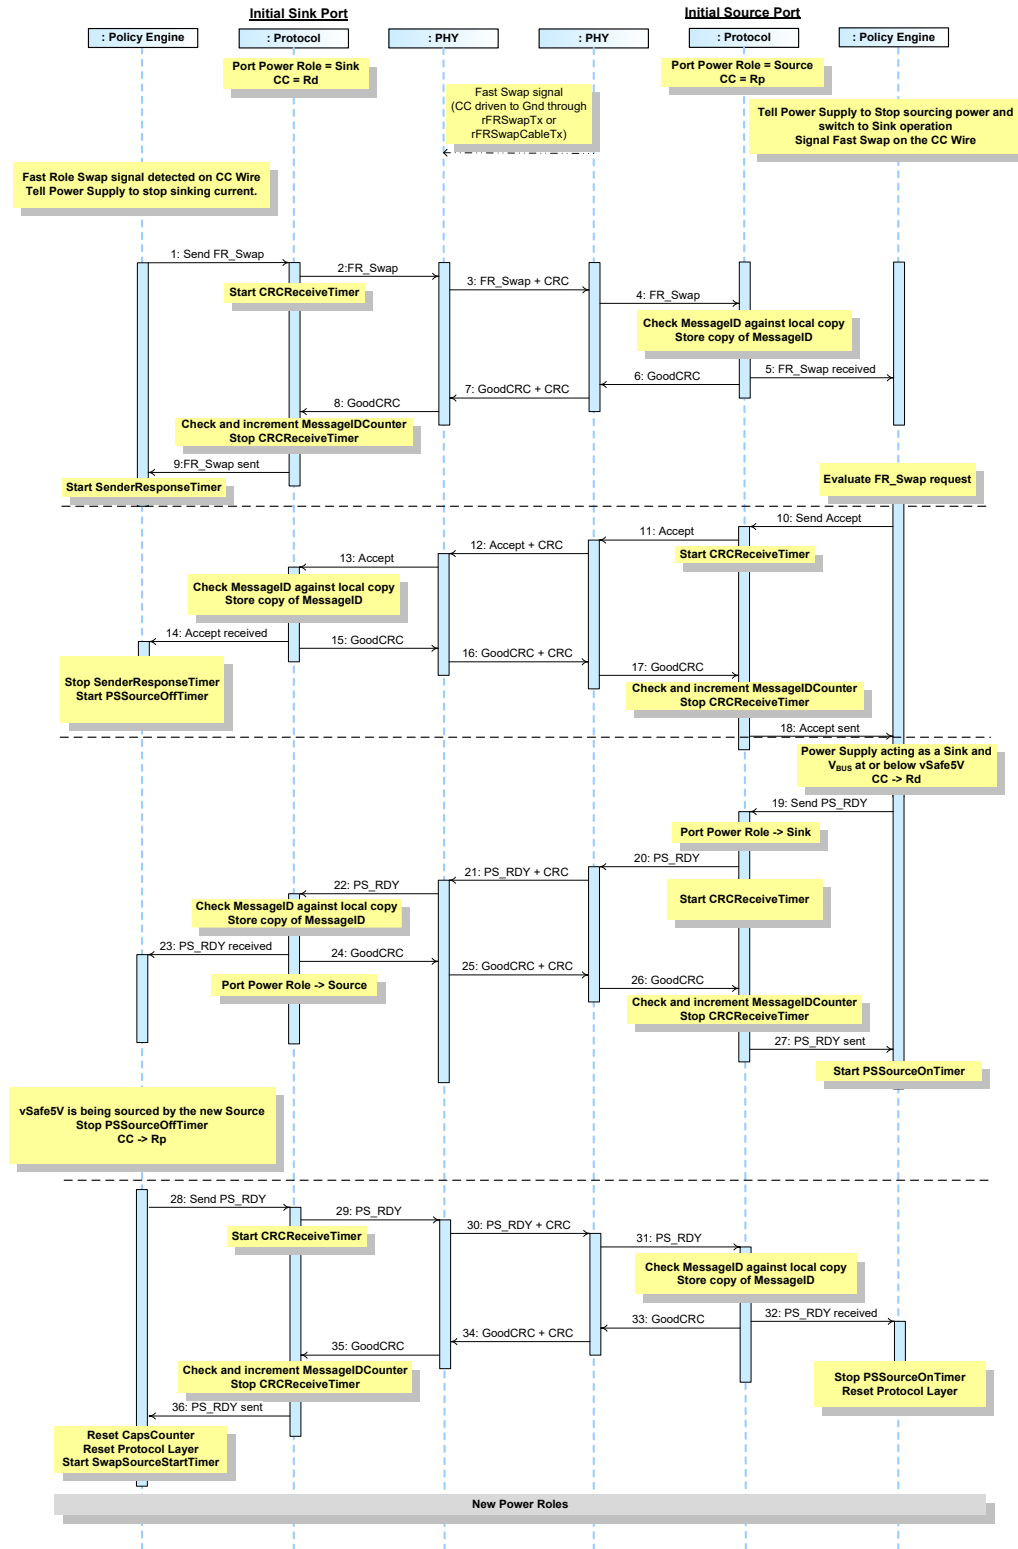 Initial Sink Port
Initial Source Port
: Policy Engine
: Protocol
: PHY
: PHY
: Protocol
: Policy Engine
Port Power Role = Sink
CC = Rd
Port Power Role = Source
CC = Rp
Fast Swap signal
(CC driven to Gnd through
rFRSwapTx or
rFRSwapCableTx)
Tell Power Supply to Stop sourcing power and
switch to Sink operation
Signal Fast Swap on the CC Wire
Fast Role Swap signal detected on CC Wire
Tell Power Supply to stop sinking current.
1: Send FR_Swap
2:FR_Swap
Start CRCReceiveTimer
3: FR_Swap + CRC
4: FR_Swap
Check MessageID against local copy
Store copy of MessageID
5: FR_Swap received
6: GoodCRC
7: GoodCRC + CRC
8: GoodCRC
Check and increment MessageIDCounter
Stop CRCReceiveTimer
9:FR_Swap sent
Start SenderResponseTimer
Evaluate FR_Swap request
10: Send Accept
11: Accept
Start CRCReceiveTimer
12: Accept + CRC
13: Accept
Check MessageID against local copy
Store copy of MessageID
14: Accept received
15: GoodCRC
16: GoodCRC + CRC
17: GoodCRC
Stop SenderResponseTimer
Start PSSourceOffTimer
Check and increment MessageIDCounter
Stop CRCReceiveTimer
18: Accept sent
Power Supply acting as a Sink and
VBUS at or below vSafe5V
CC -> Rd
19: Send PS_RDY
Port Power Role -> Sink
20: PS_RDY
Start CRCReceiveTimer
21: PS_RDY + CRC
22: PS_RDY
Check MessageID against local copy
Store copy of MessageID
23: PS_RDY received
24: GoodCRC
Port Power Role -> Source
25: GoodCRC + CRC
26: GoodCRC
Check and increment MessageIDCounter
Stop CRCReceiveTimer
27: PS_RDY sent
Start PSSourceOnTimer
vSafe5V is being sourced by the new Source
Stop PSSourceOffTimer
CC -> Rp
28: Send PS_RDY
29: PS_RDY
Start CRCReceiveTimer
30: PS_RDY + CRC
31: PS_RDY
Check MessageID against local copy
Store copy of MessageID
32: PS_RDY received
33: GoodCRC
34: GoodCRC + CRC
35: GoodCRC
Check and increment MessageIDCounter
Stop CRCReceiveTimer
Stop PSSourceOnTimer
Reset Protocol Layer
36: PS_RDY sent
Reset CapsCounter
Reset Protocol Layer
Start SwapSourceStartTimer
New Power Roles